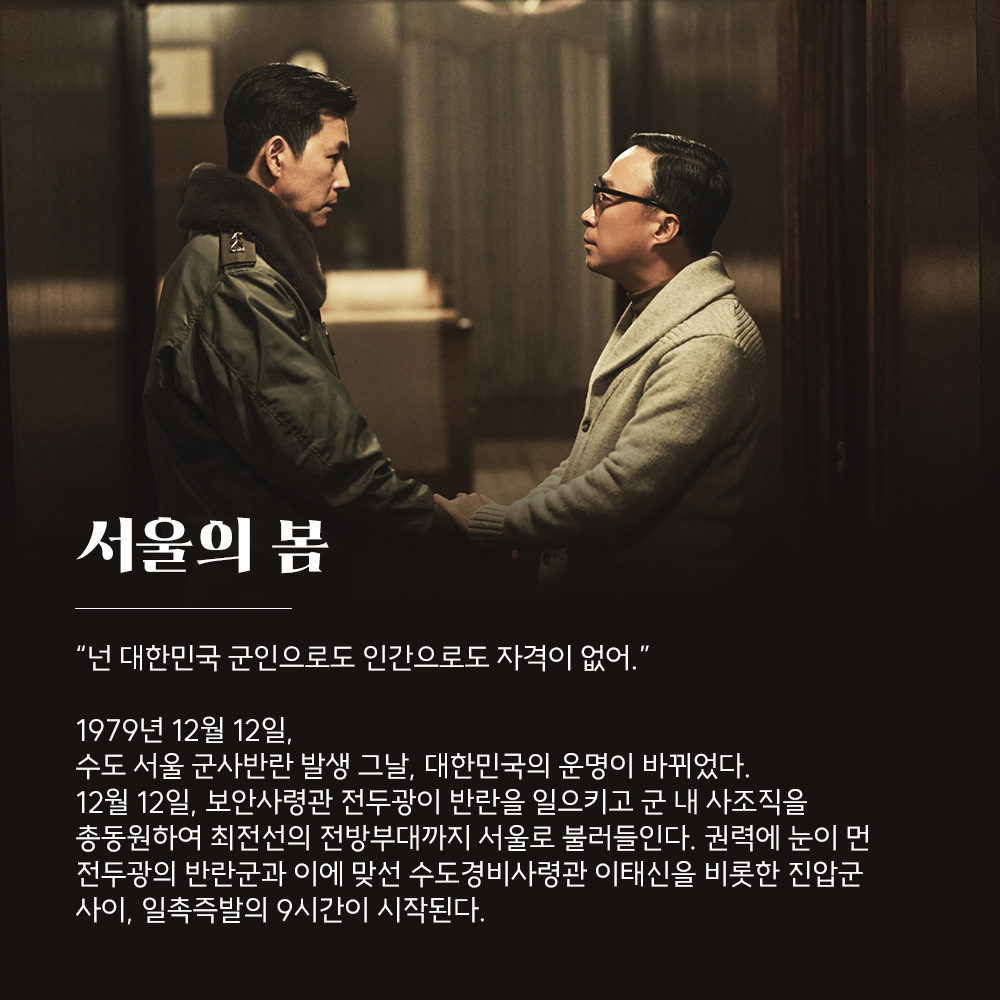 서울의 봄
“넌 대한민국 군인으로도 인간으로도 자격이 없어.”
1979년 12월 12일,
수도 서울 군사반란 발생 그날, 대한민국의 운명이 바뀌었다.
12월 12일, 보안사령관 전두광이 반란을 일으키고 군 내 사조직을
총동원하여 최전선의 전방부대까지 서울로 불러들인다. 권력에 눈이 먼
전두광의 반란군과 이에 맞선 수도경비사령관 이태신을 비롯한 진압군
사이, 일촉즉발의 9시간이 시작된다.